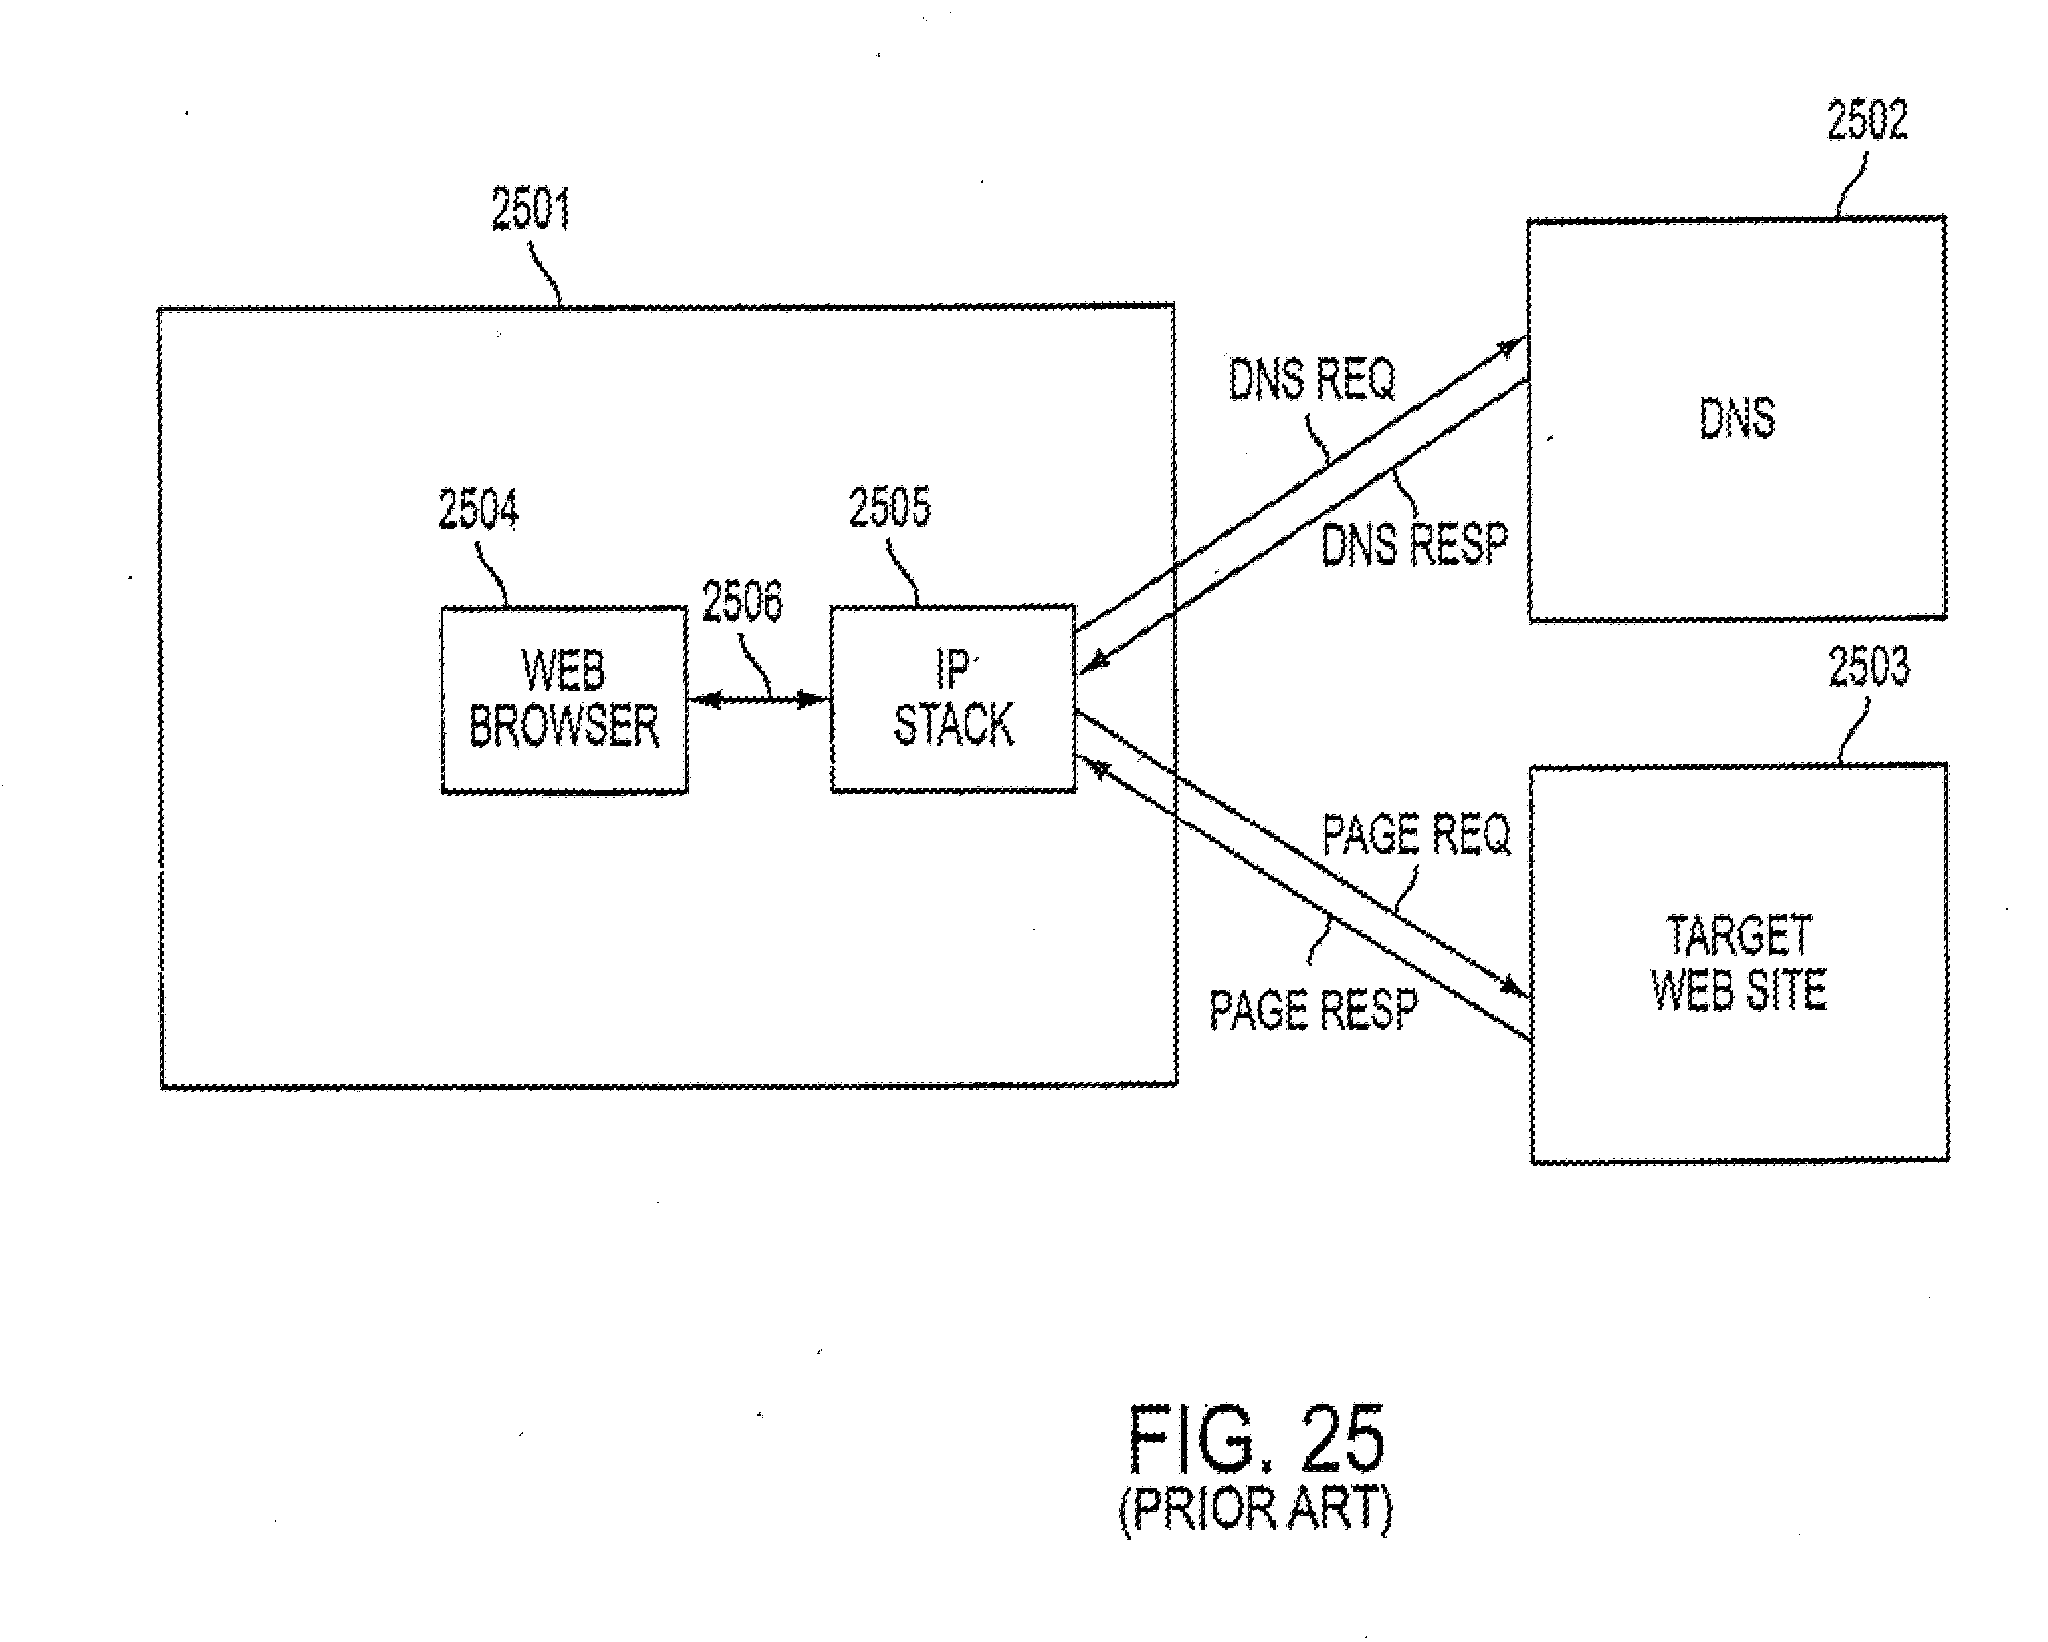 2502
2501
DNS REQ
DNS
2504
2505
DNS RESP
2506
WEB
BROWSER
IP
STACK
2503
PAGE REQ
TARGET
WEB SITE
PAGE RESP
FIG. 25
(PRIOR ART)